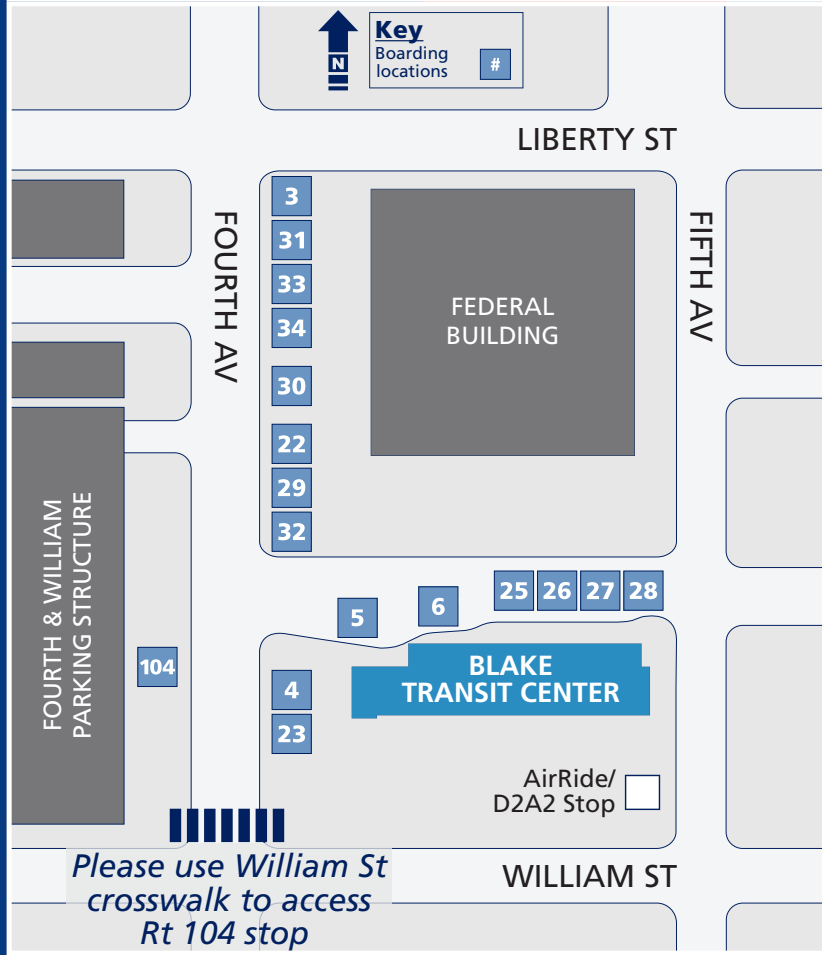 N
Key
Boarding
locations
#
LIBERTY ST
FOURTH AV
FIFTH AV
3
31
33
34
30
22
29
32
FEDERAL
BUILDING
FOURTH & WILLIAM
PARKING STRUCTURE
5
6
25
26
27
28
104
4
23
BLAKE
TRANSIT CENTER
AirRide/
D2A2 Stop
Please use William St
crosswalk to access
Rt 104 stop
WILLIAM ST